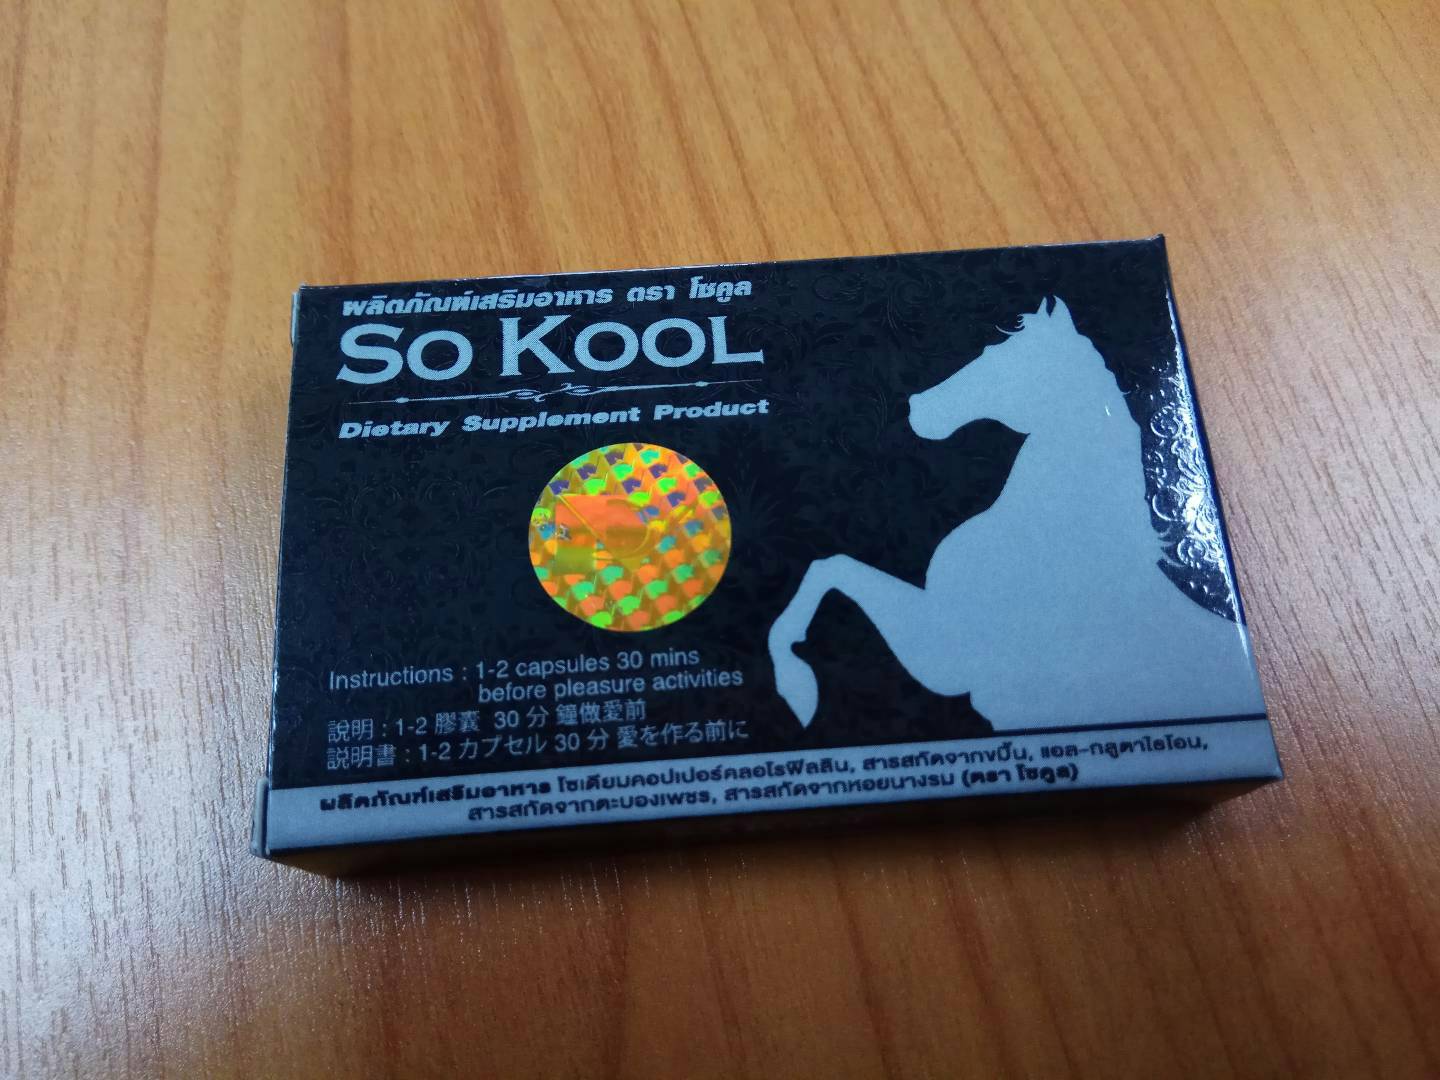 ผลิตภัณฑ์เสริมอาหาร ตรา โซคูล
SO KOOL
Dietary Supplement Product
Instructions : 1-2 capsules 30 mins
before pleasure activities
說明 : 1-2 膠囊 30 分 鐘做愛前
説明書 : 1-2 カプセル 30 分 愛を作る前に
ผลิตภัณฑ์เสริมอาหาร โซเดียมคอปเปอร์คลอโรฟิลลิน, สารสกัดจากขมิ้น, แอล-กลูตาไธโอน,
สารสกัดจากตะบองเพชร, สารสกัดจากหอยนางรม (ตรา โซคูล)